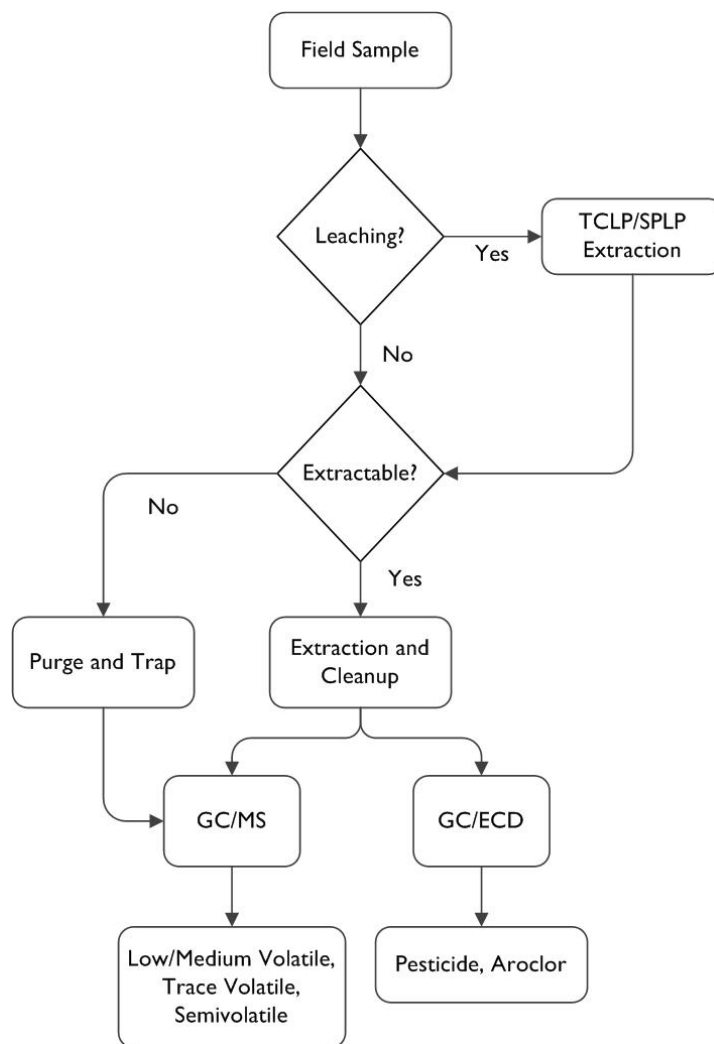 Field Sample
Leaching?
Yes
TCLP/SPLP
Extraction
No
Extractable?
No
Yes
Purge and Trap
Extraction and
Cleanup
GC/MS
GC/ECD
Low/Medium Volatile,
Trace Volatile,
Semivolatile
Pesticide, Aroclor